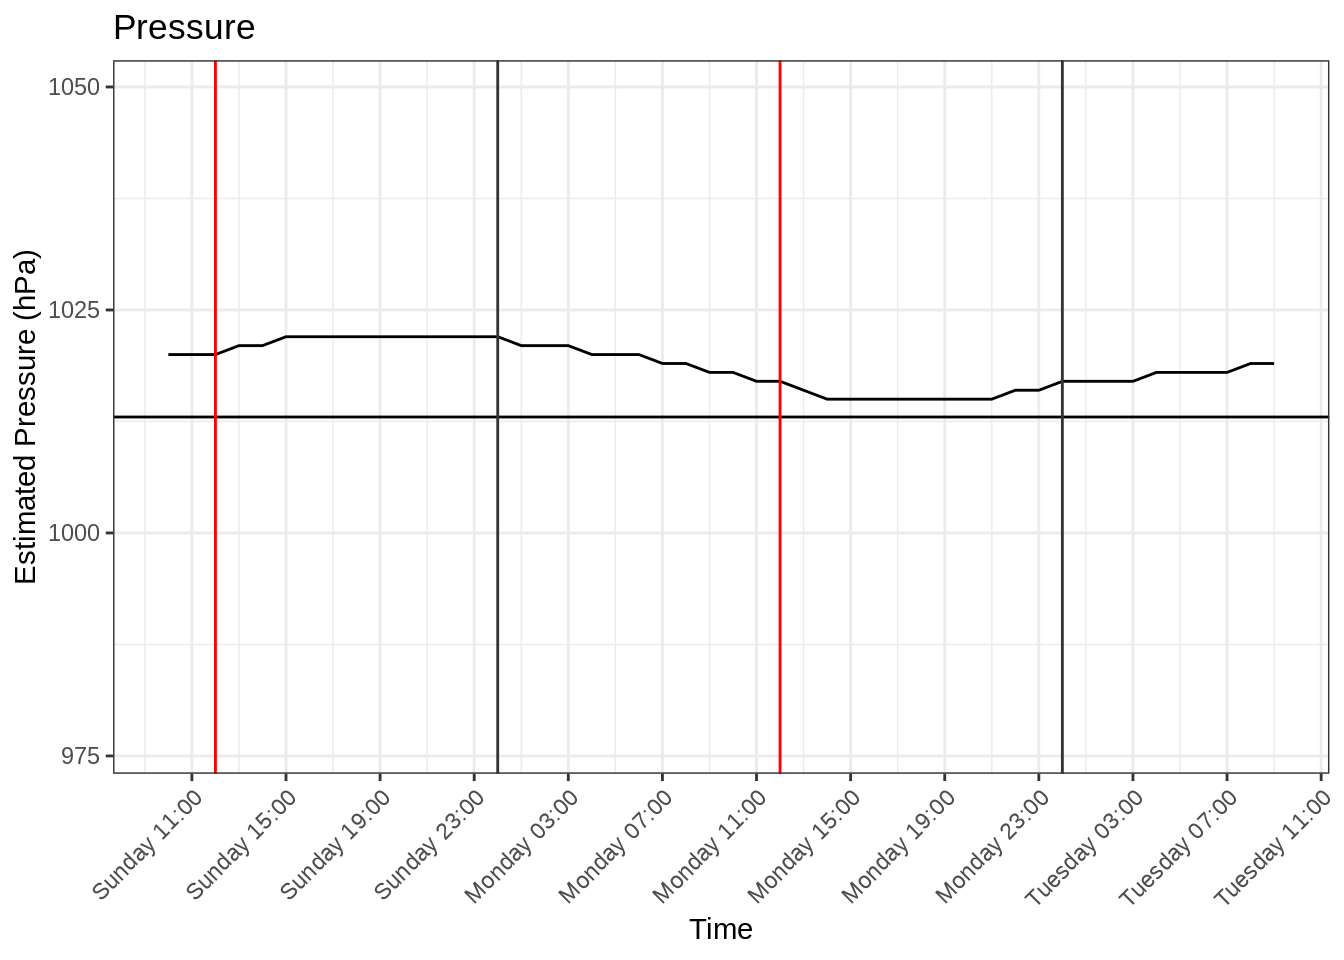 Pressure
Estimated Pressure (hPa)
1050
1025
1000
975
Sunday 11:00
Sunday 15:00
Sunday 19:00
Sunday 23:00
Monday 03:00
Monday 07:00
Monday 11:00
Monday 15:00
Monday 19:00
Monday 23:00
Tuesday 03:00
Tuesday 07:00
Tuesday 11:00
Time